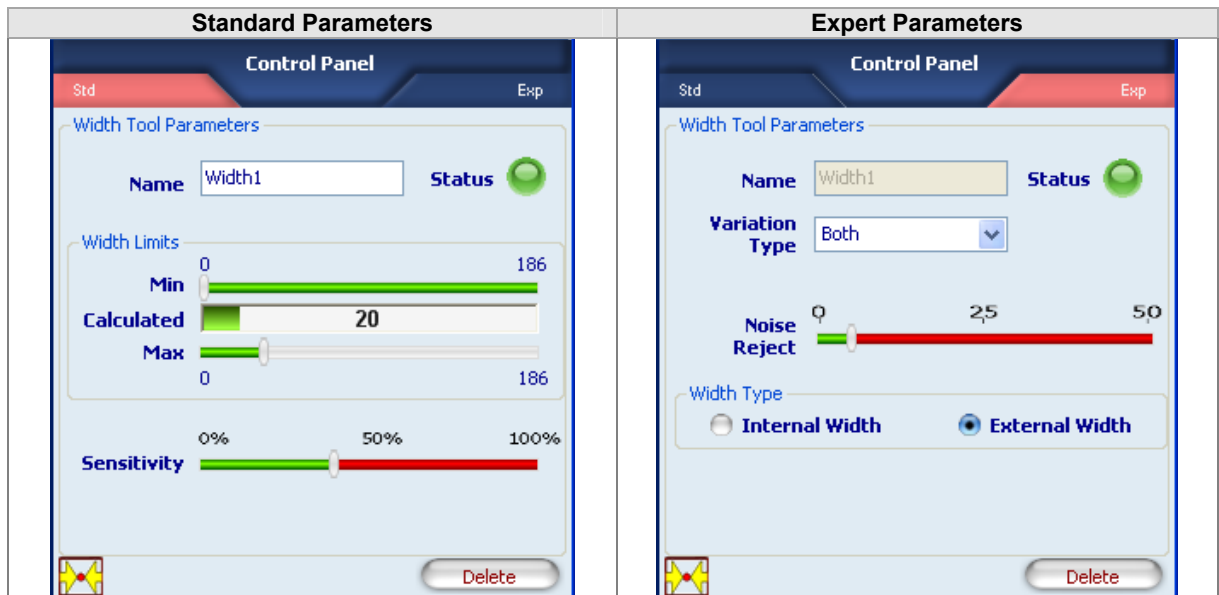 Standard Parameters
Control Panel
Std Exp
Width Tool Parameters
Name Width1 Status
Width Limits
0 186
Min
Calculated 20
Max
0 186
0% 50% 100%
Sensitivity
Delete
Expert Parameters
Control Panel
Std Exp
Width Tool Parameters
Name Width1 Status
Variation
Type Both
0 25 50
Noise
Reject
Width Type
Internal Width External Width
Delete